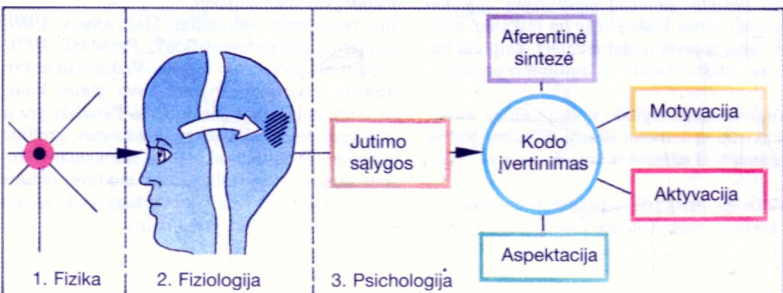 Aferentinė
sintezė
Motyvacija
Jutimo
sąlygos
Kodo
įvertinimas
Aktyvacija
Aspektacija
1. Fizika
2. Fiziologija
3. Psichologija